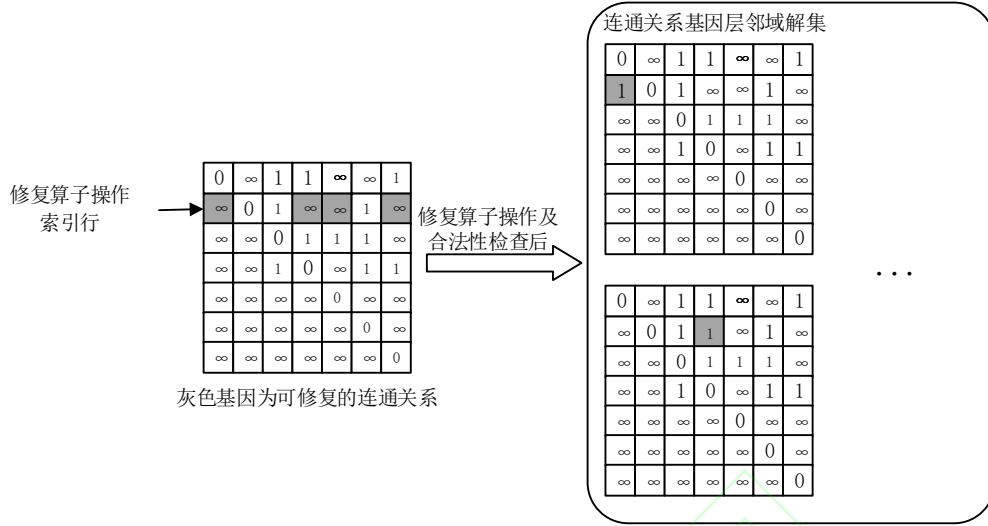 连通关系基因层邻域解集
0 ∞ 1 1 ∞ ∞ 1
1 0 1 ∞ ∞ 1 ∞
∞ ∞ 0 1 1 1 ∞
∞ ∞ 1 0 ∞ 1 1
∞ ∞ ∞ ∞ 0 ∞ ∞
∞ ∞ ∞ ∞ ∞ 0 ∞
∞ ∞ ∞ ∞ ∞ ∞ 0
修复算子操作
索引行
0 ∞ 1 1 ∞ ∞ 1
∞ 0 1 ∞ ∞ 1 ∞
∞ ∞ 0 1 1 1 ∞
∞ ∞ 1 0 ∞ 1 1
∞ ∞ ∞ ∞ 0 ∞ ∞
∞ ∞ ∞ ∞ ∞ 0 ∞
∞ ∞ ∞ ∞ ∞ ∞ 0
灰色基因为可修复的连通关系
修复算子操作及
合法性检查后
...
0 ∞ 1 1 ∞ ∞ 1
∞ 0 1 1 ∞ 1 ∞
∞ ∞ 0 1 1 1 ∞
∞ ∞ 1 0 ∞ 1 1
∞ ∞ ∞ ∞ 0 ∞ ∞
∞ ∞ ∞ ∞ ∞ 0 ∞
∞ ∞ ∞ ∞ ∞ ∞ 0